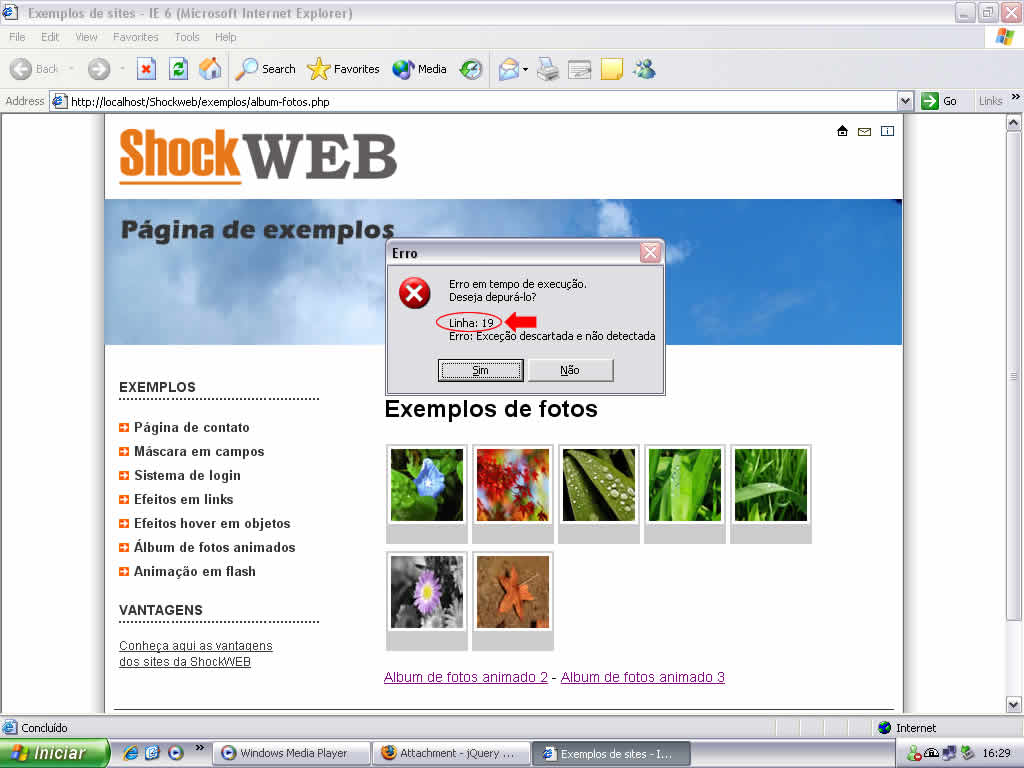 Exemplos de sites - IE 6 (Microsoft Internet Explorer)
File Edit View Favorites Tools Help
Back Search Favorites Media
Address http://localhost/Shockweb/exemplos/album-fotos.php Go Links »
ShockWEB
Página de exemplos
Erro
Erro em tempo de execução.
Deseja depurá-lo?
Linha: 19
Erro: Exceção descartada e não detectada
Sim Não
EXEMPLOS
Página de contato
Máscara em campos
Sistema de login
Efeitos em links
Efeitos hover em objetos
Álbum de fotos animados
Animação em flash
VANTAGENS
Conheça aqui as vantagens
dos sites da ShockWEB
Exemplos de fotos
Album de fotos animado 2 - Album de fotos animado 3
Concluído Internet
Iniciar » Windows Media Player Attachment - jQuery ... Exemplos de sites - I... 16:29